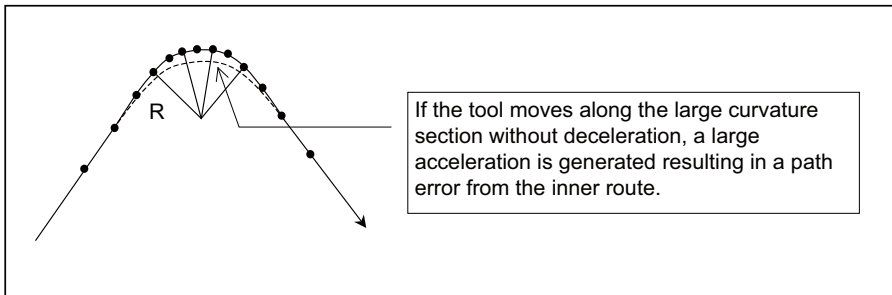 R
If the tool moves along the large curvature
section without deceleration, a large
acceleration is generated resulting in a path
error from the inner route.